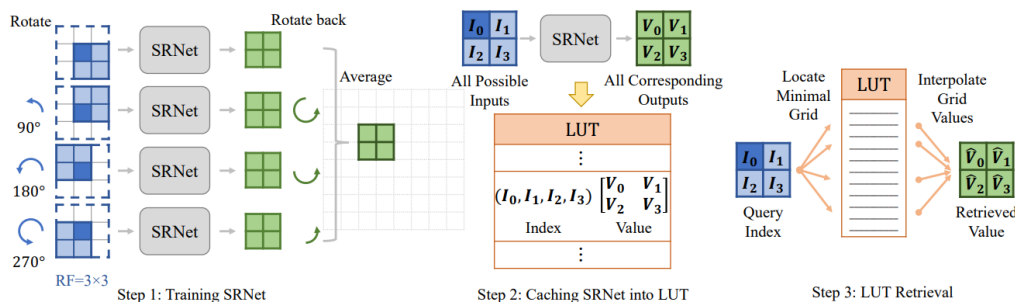 Rotate
SRNet
Rotate back
90°
SRNet
180°
SRNet
270°
SRNet
RF=3×3
Average
Step 1: Training SRNet
I₀ I₁
I₂ I₃
SRNet
V₀ V₁
V₂ V₃
All Possible
Inputs
All Corresponding
Outputs
LUT
⋮ ⋮
(I₀, I₁, I₂, I₃) [V₀ V₁
V₂ V₃]
Index Value
⋮ ⋮
Step 2: Caching SRNet into LUT
Locate
Minimal
Grid
LUT
Interpolate
Grid
Values
I₀ I₁
I₂ I₃
Query
Index
V̂₀ V̂₁
V̂₂ V̂₃
Retrieved
Value
Step 3: LUT Retrieval